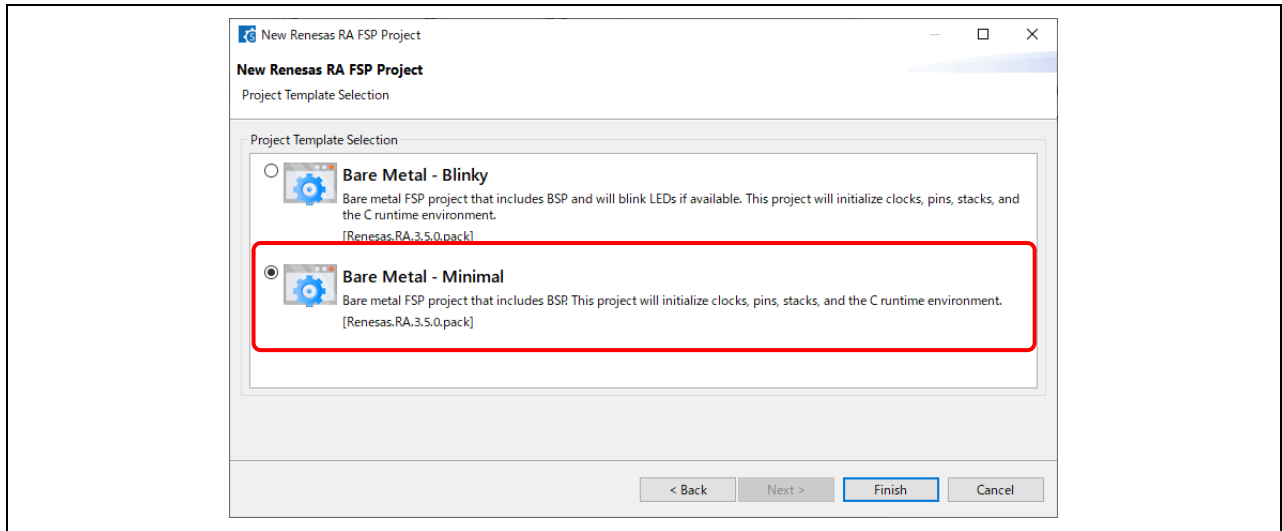 New Renesas RA FSP Project
New Renesas RA FSP Project
Project Template Selection
Project Template Selection
Bare Metal - Blinky
Bare metal FSP project that includes BSP and will blink LEDs if available. This project will initialize clocks, pins, stacks, and
the C runtime environment.
[Renesas.RA.3.5.0.pack]
Bare Metal - Minimal
Bare metal FSP project that includes BSP. This project will initialize clocks, pins, stacks, and the C runtime environment.
[Renesas.RA.3.5.0.pack]
< Back Next > Finish Cancel